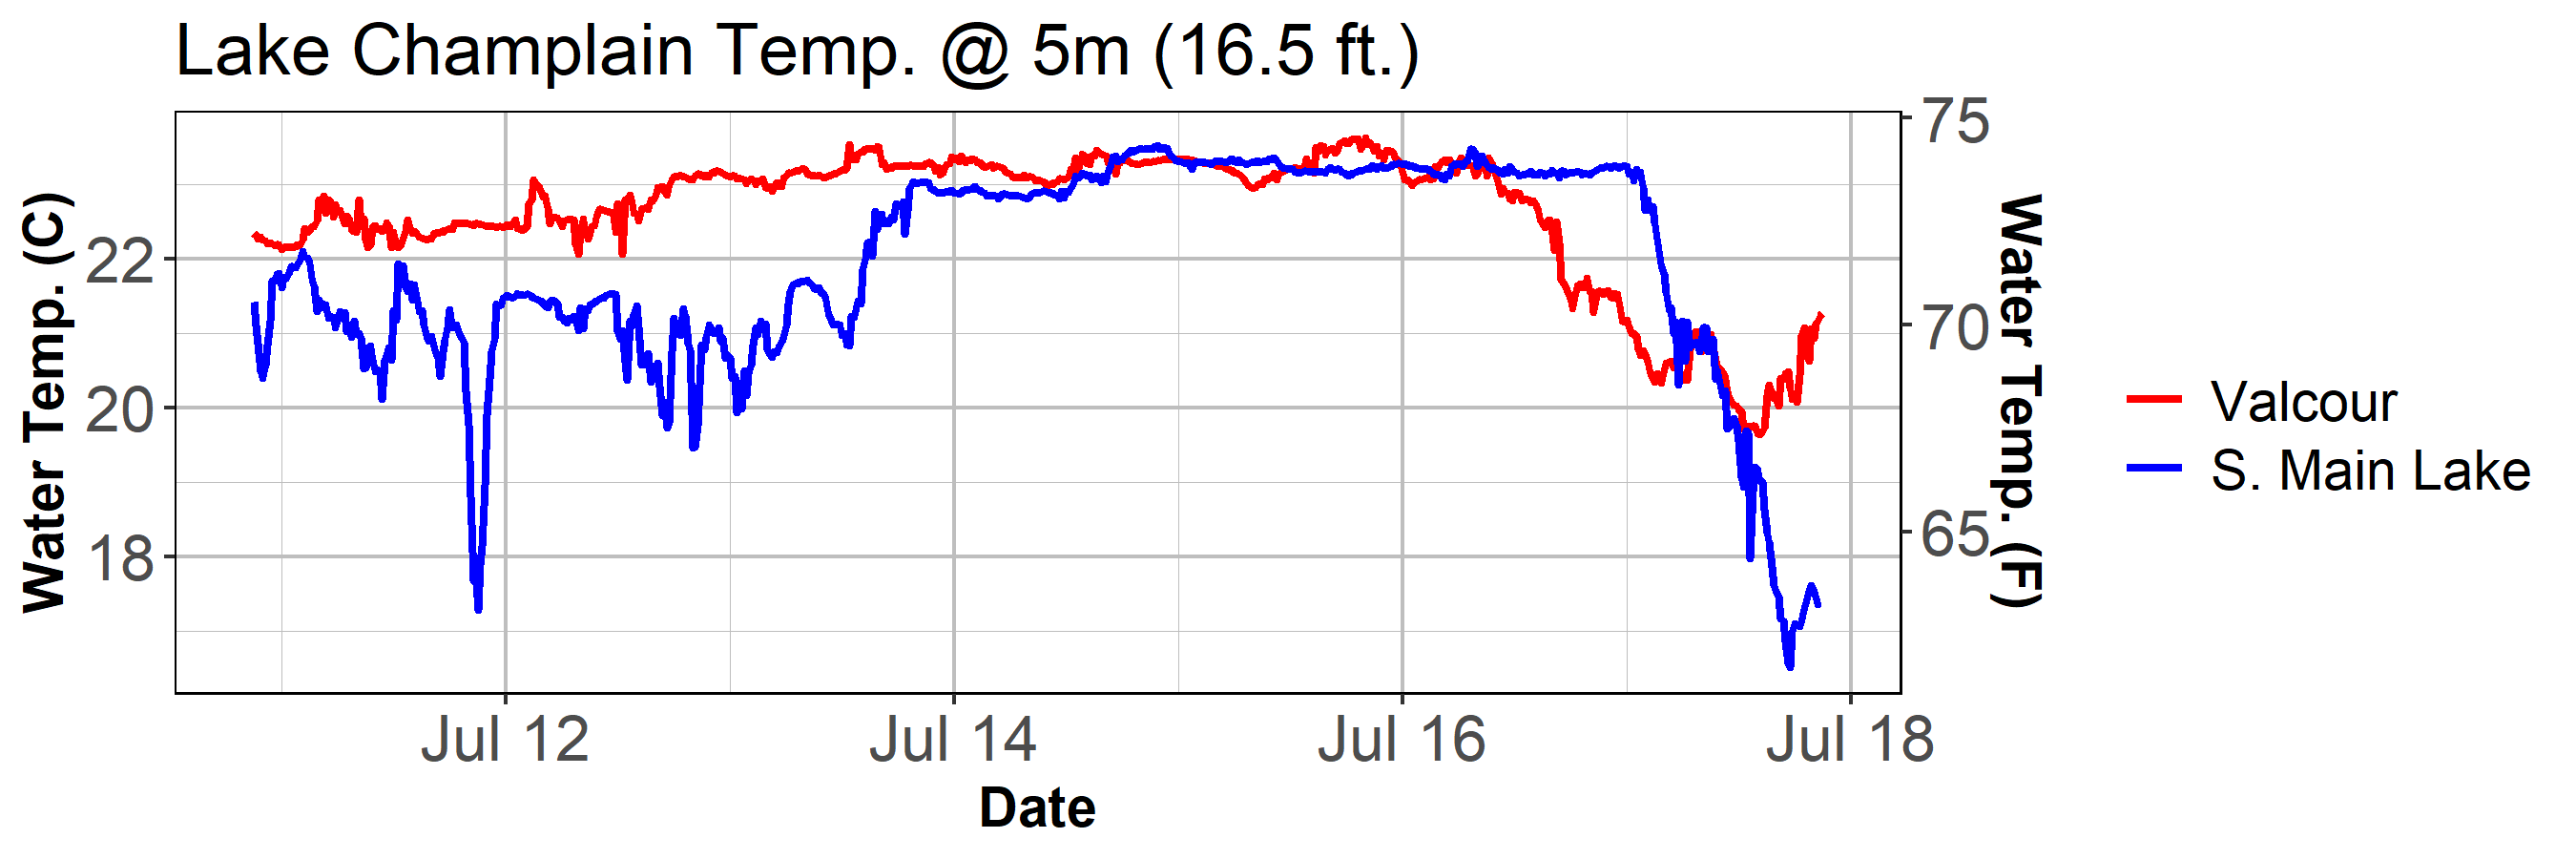 Lake Champlain Temp. @ 5m (16.5 ft.)
Water Temp. (C)
22
20
18
75
70
65
Water Temp. (F)
Jul 12
Jul 14
Jul 16
Jul 18
Date
Valcour
S. Main Lake